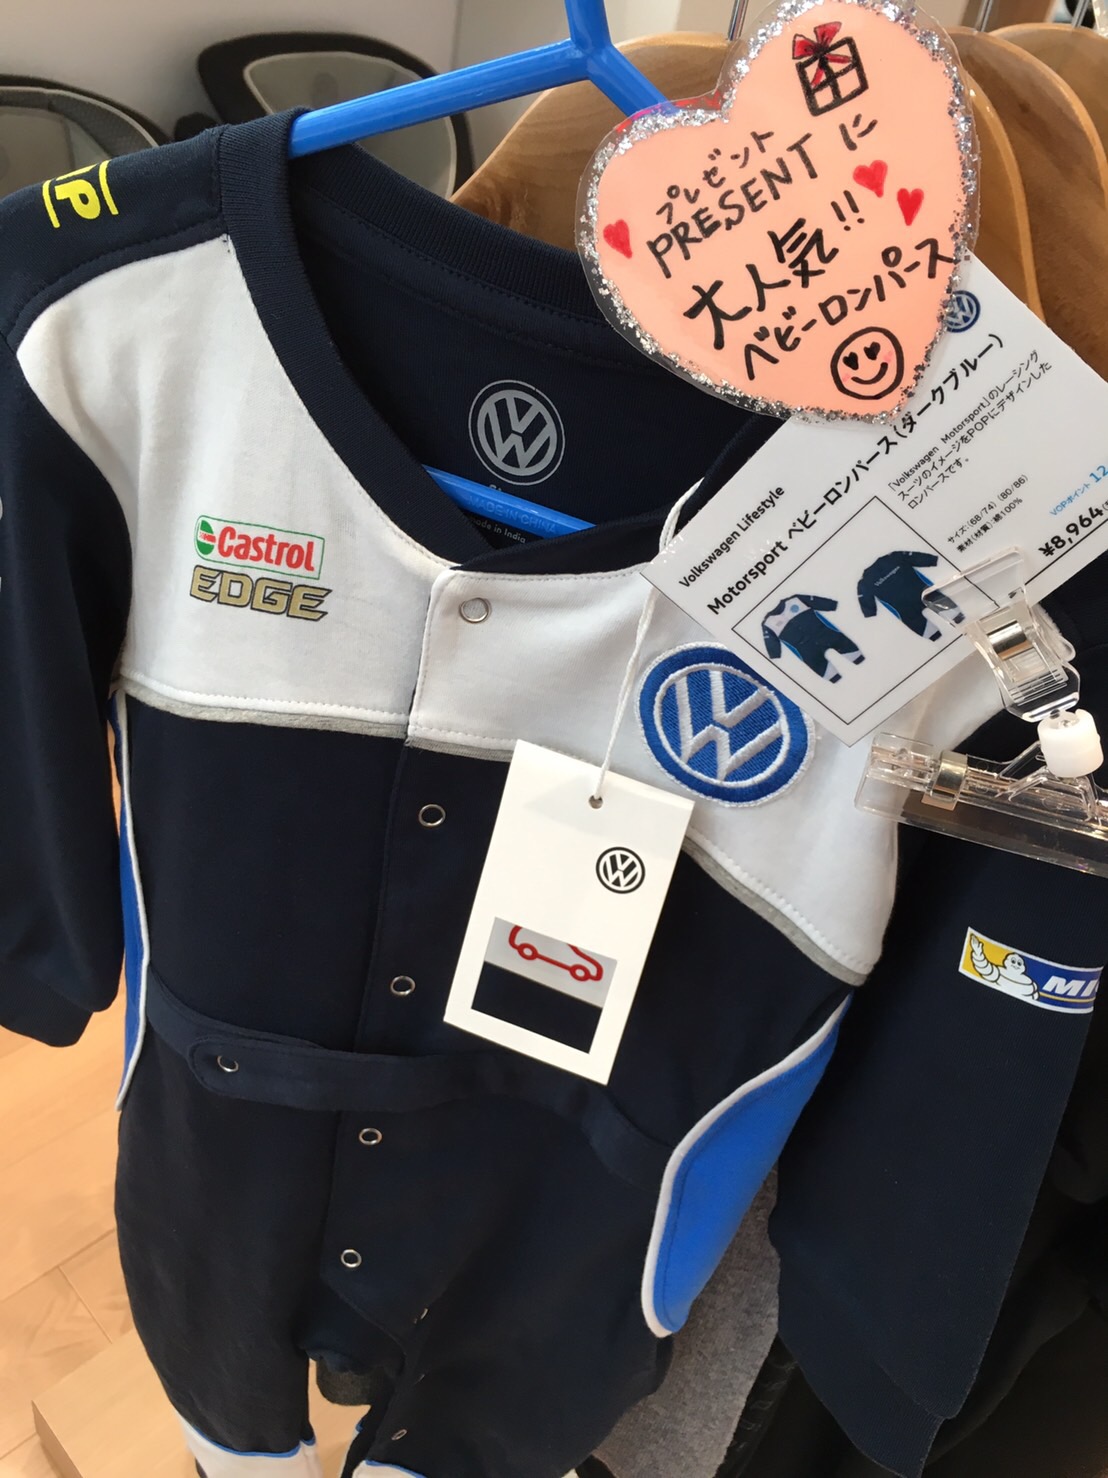 プレゼント
PRESENT に
大人気!!
ベビーロンパース
Volkswagen Lifestyle
Motorsport ベビーロンパース(ダークブルー)
「Volkswagen Motorsport」のレーシング
スーツのイメージをPOPにデザインした
ロンパースです。
サイズ:(68/74) (80/86)
素材(材質):綿100%
VOPポイント 12
¥8,964
Castrol
EDGE
MADE IN CHINA
made in India